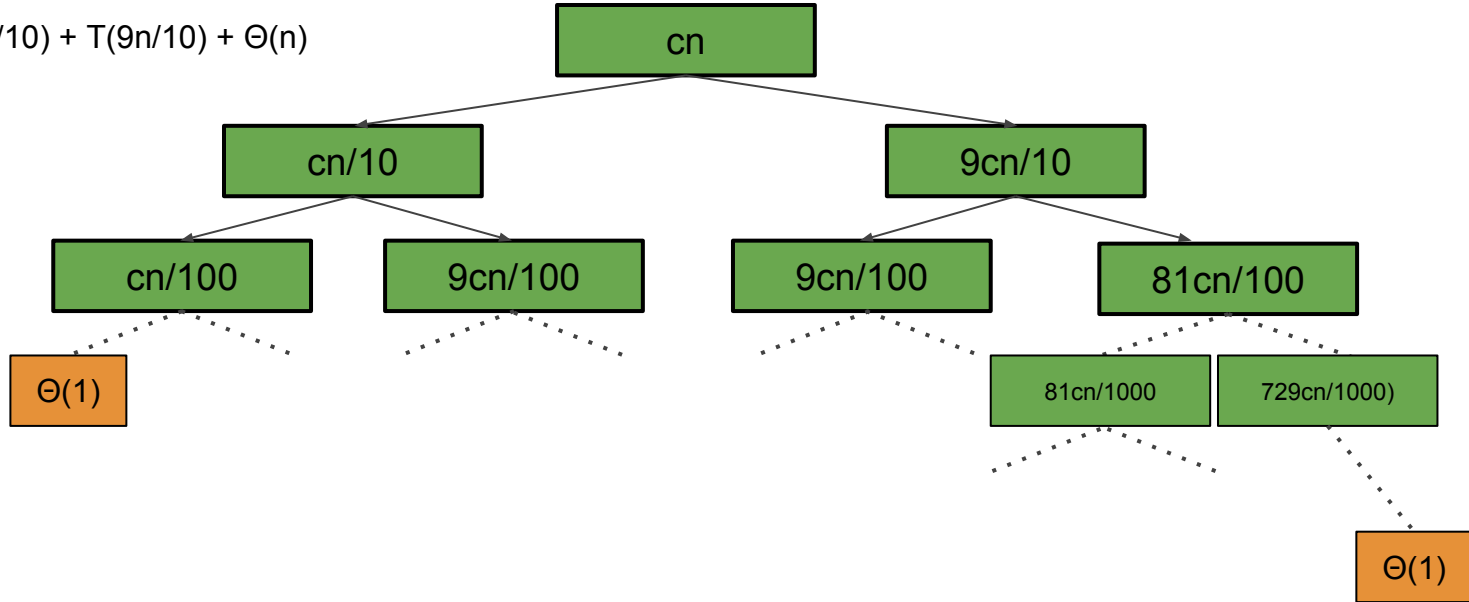 /10) + T(9n/10) + Θ(n)
cn
cn/10
9cn/10
cn/100
9cn/100
9cn/100
81cn/100
Θ(1)
81cn/1000
729cn/1000)
Θ(1)